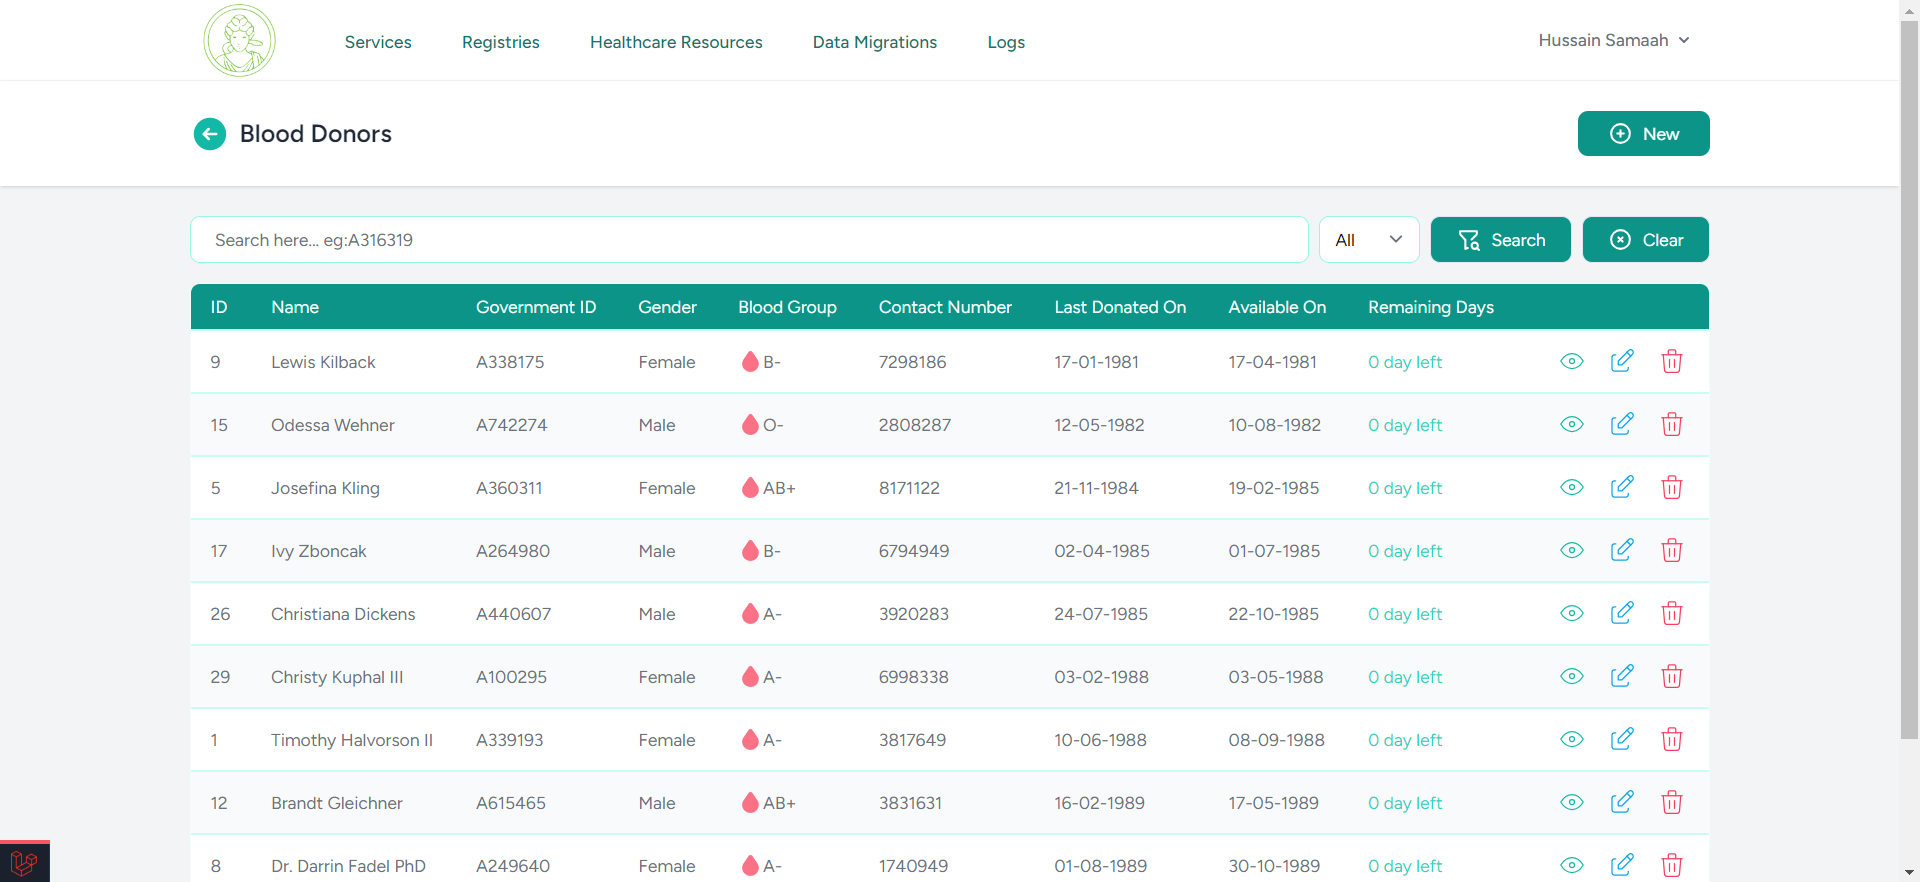 Services Registries Healthcare Resources Data Migrations Logs Hussain Samaah
Blood Donors New
Search here... eg:A316319 All Search Clear
ID Name Government ID Gender Blood Group Contact Number Last Donated On Available On Remaining Days
9 Lewis Kilback A338175 Female B- 7298186 17-01-1981 17-04-1981 0 day left
15 Odessa Wehner A742274 Male O- 2808287 12-05-1982 10-08-1982 0 day left
5 Josefina Kling A360311 Female AB+ 8171122 21-11-1984 19-02-1985 0 day left
17 Ivy Zboncak A264980 Male B- 6794949 02-04-1985 01-07-1985 0 day left
26 Christiana Dickens A440607 Male A- 3920283 24-07-1985 22-10-1985 0 day left
29 Christy Kuphal III A100295 Female A- 6998338 03-02-1988 03-05-1988 0 day left
1 Timothy Halvorson II A339193 Female A- 3817649 10-06-1988 08-09-1988 0 day left
12 Brandt Gleichner A615465 Male AB+ 3831631 16-02-1989 17-05-1989 0 day left
8 Dr. Darrin Fadel PhD A249640 Female A- 1740949 01-08-1989 30-10-1989 0 day left